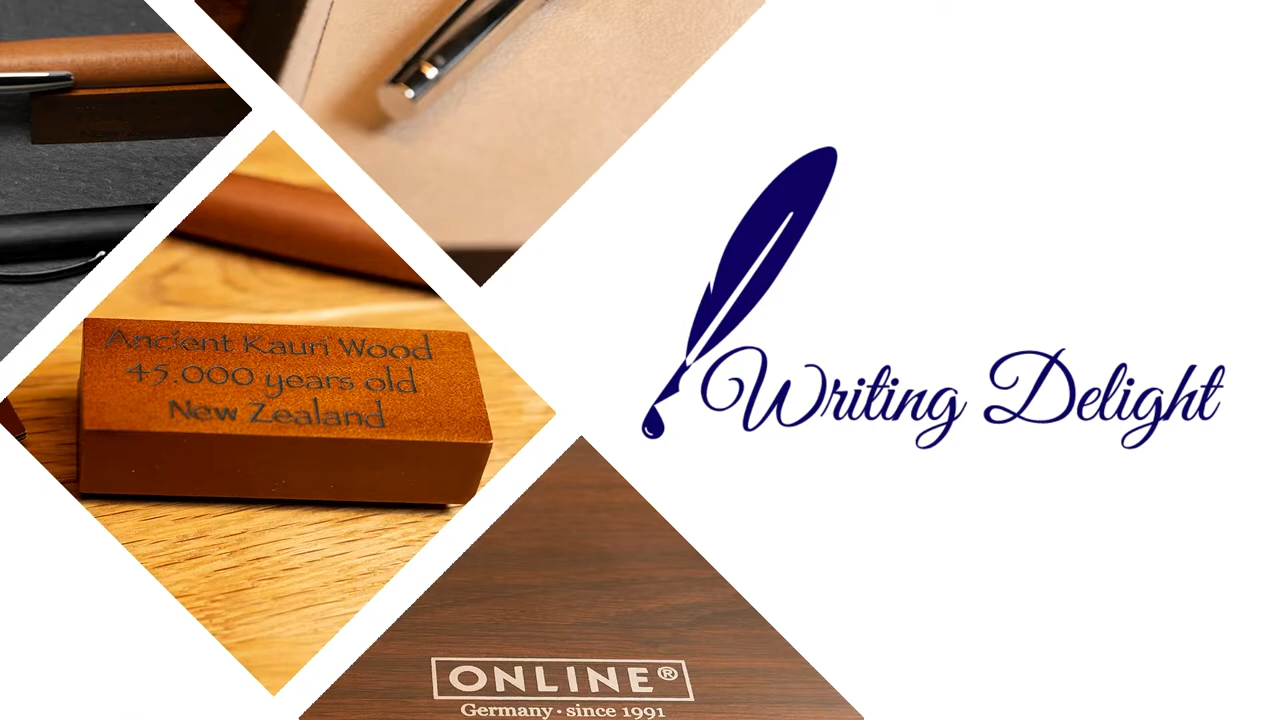 Ancient Kauri Wood
45.000 years old
New Zealand
Writing Delight
ONLINE®
Germany · since 1991